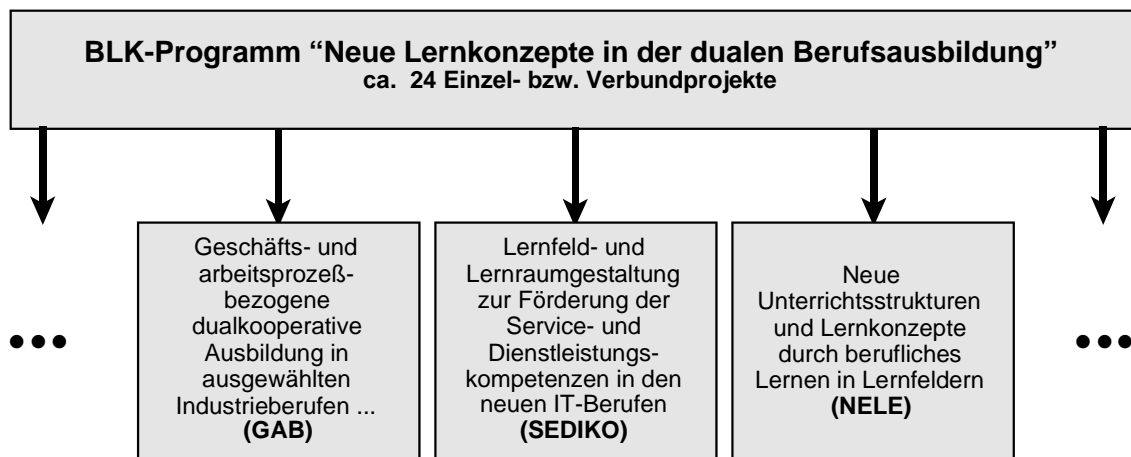 BLK-Programm “Neue Lernkonzepte in der dualen Berufsausbildung”
ca. 24 Einzel- bzw. Verbundprojekte
Geschäfts- und
arbeitsprozeß-
bezogene
dualkooperative
Ausbildung in
ausgewählten
Industrieberufen ...
(GAB)
Lernfeld- und
Lernraumgestaltung
zur Förderung der
Service- und
Dienstleistungs-
kompetenzen in den
neuen IT-Berufen
(SEDIKO)
Neue
Unterrichtsstrukturen
und Lernkonzepte
durch berufliches
Lernen in Lernfeldern
(NELE)